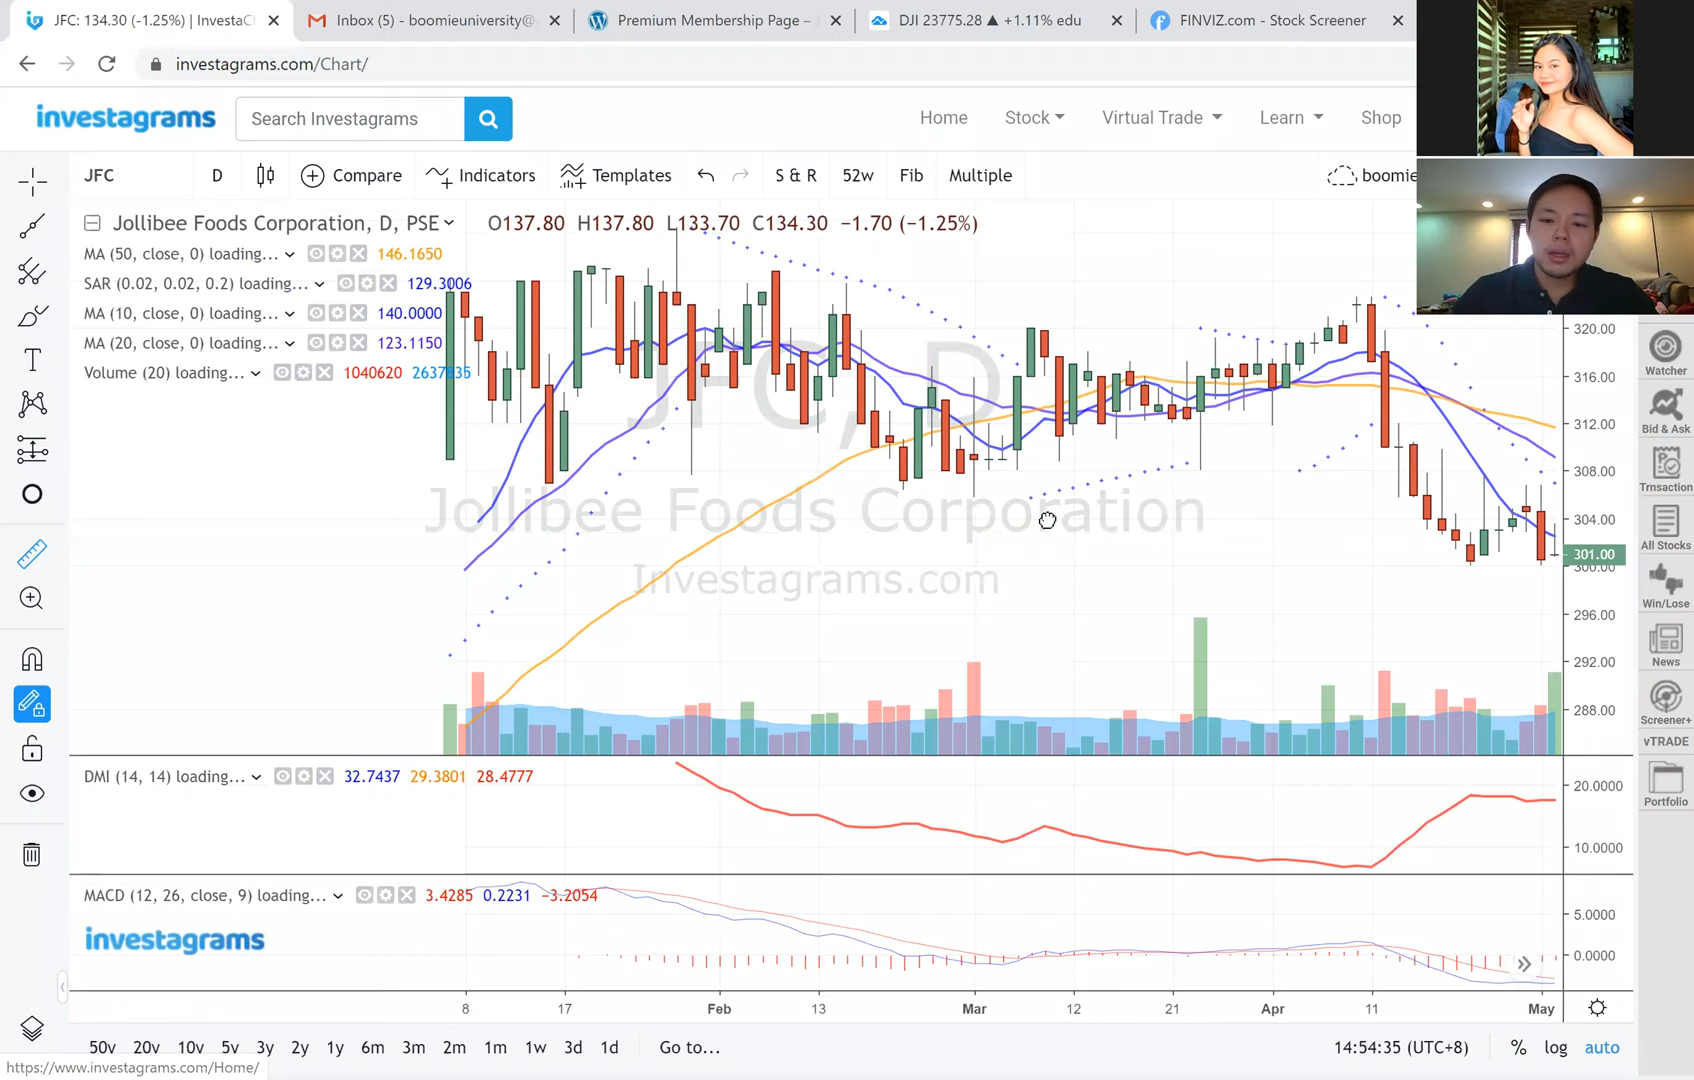 JFC: 134.30 (-1.25%) | InvestaC
Inbox (5) - boomieuniversity@
Premium Membership Page –
DJI 23775.28 ▲ +1.11% edu
FINVIZ.com - Stock Screener
investagrams.com/Chart/
investagrams
Search Investagrams
Home
Stock
Virtual Trade
Learn
Shop
JFC
D
Compare
Indicators
Templates
S & R
52w
Fib
Multiple
boomie
Jollibee Foods Corporation, D, PSE
O137.80 H137.80 L133.70 C134.30 −1.70 (−1.25%)
MA (50, close, 0) loading... 146.1650
SAR (0.02, 0.02, 0.2) loading... 129.3006
MA (10, close, 0) loading... 140.0000
MA (20, close, 0) loading... 123.1150
Volume (20) loading... 1040620 2637835
JFC, D
Jollibee Foods Corporation
Investagrams.com
320.00
316.00
312.00
308.00
304.00
301.00
300.00
296.00
292.00
288.00
DMI (14, 14) loading... 32.7437 29.3801 28.4777
20.0000
10.0000
MACD (12, 26, close, 9) loading... 3.4285 0.2231 −3.2054
5.0000
0.0000
investagrams
8
17
Feb
13
Mar
12
21
Apr
11
May
50y
20y
10y
5y
3y
2y
1y
6m
3m
2m
1m
1w
3d
1d
Go to...
14:54:35 (UTC+8)
%
log
auto
https://www.investagrams.com/Home/
Watcher
Bid & Ask
Trnsaction
All Stocks
Win/Lose
News
Screener+
vTRADE
Portfolio